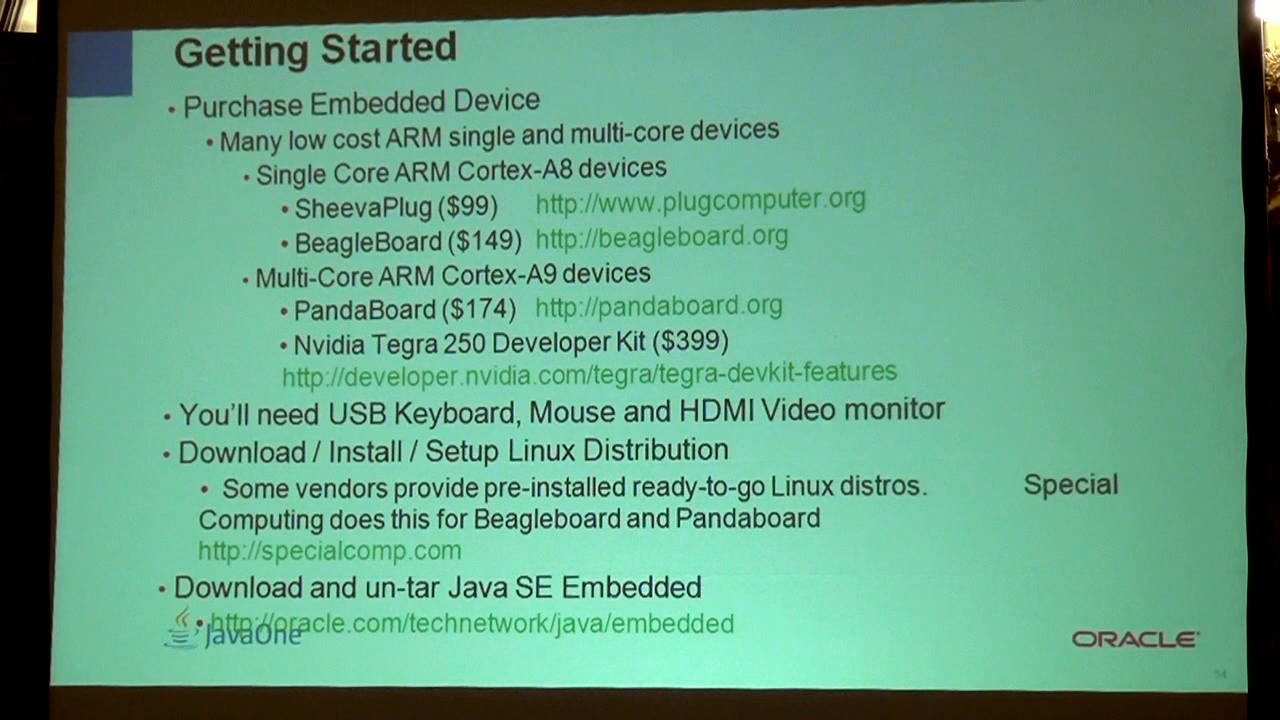 Getting Started
• Purchase Embedded Device
• Many low cost ARM single and multi-core devices
• Single Core ARM Cortex-A8 devices
• SheevaPlug ($99) http://www.plugcomputer.org
• BeagleBoard ($149) http://beagleboard.org
• Multi-Core ARM Cortex-A9 devices
• PandaBoard ($174) http://pandaboard.org
• Nvidia Tegra 250 Developer Kit ($399)
http://developer.nvidia.com/tegra/tegra-devkit-features
• You'll need USB Keyboard, Mouse and HDMI Video monitor
• Download / Install / Setup Linux Distribution
• Some vendors provide pre-installed ready-to-go Linux distros. Special
Computing does this for Beagleboard and Pandaboard
http://specialcomp.com
• Download and un-tar Java SE Embedded
• http://oracle.com/technetwork/java/embedded
JavaOne
ORACLE
54